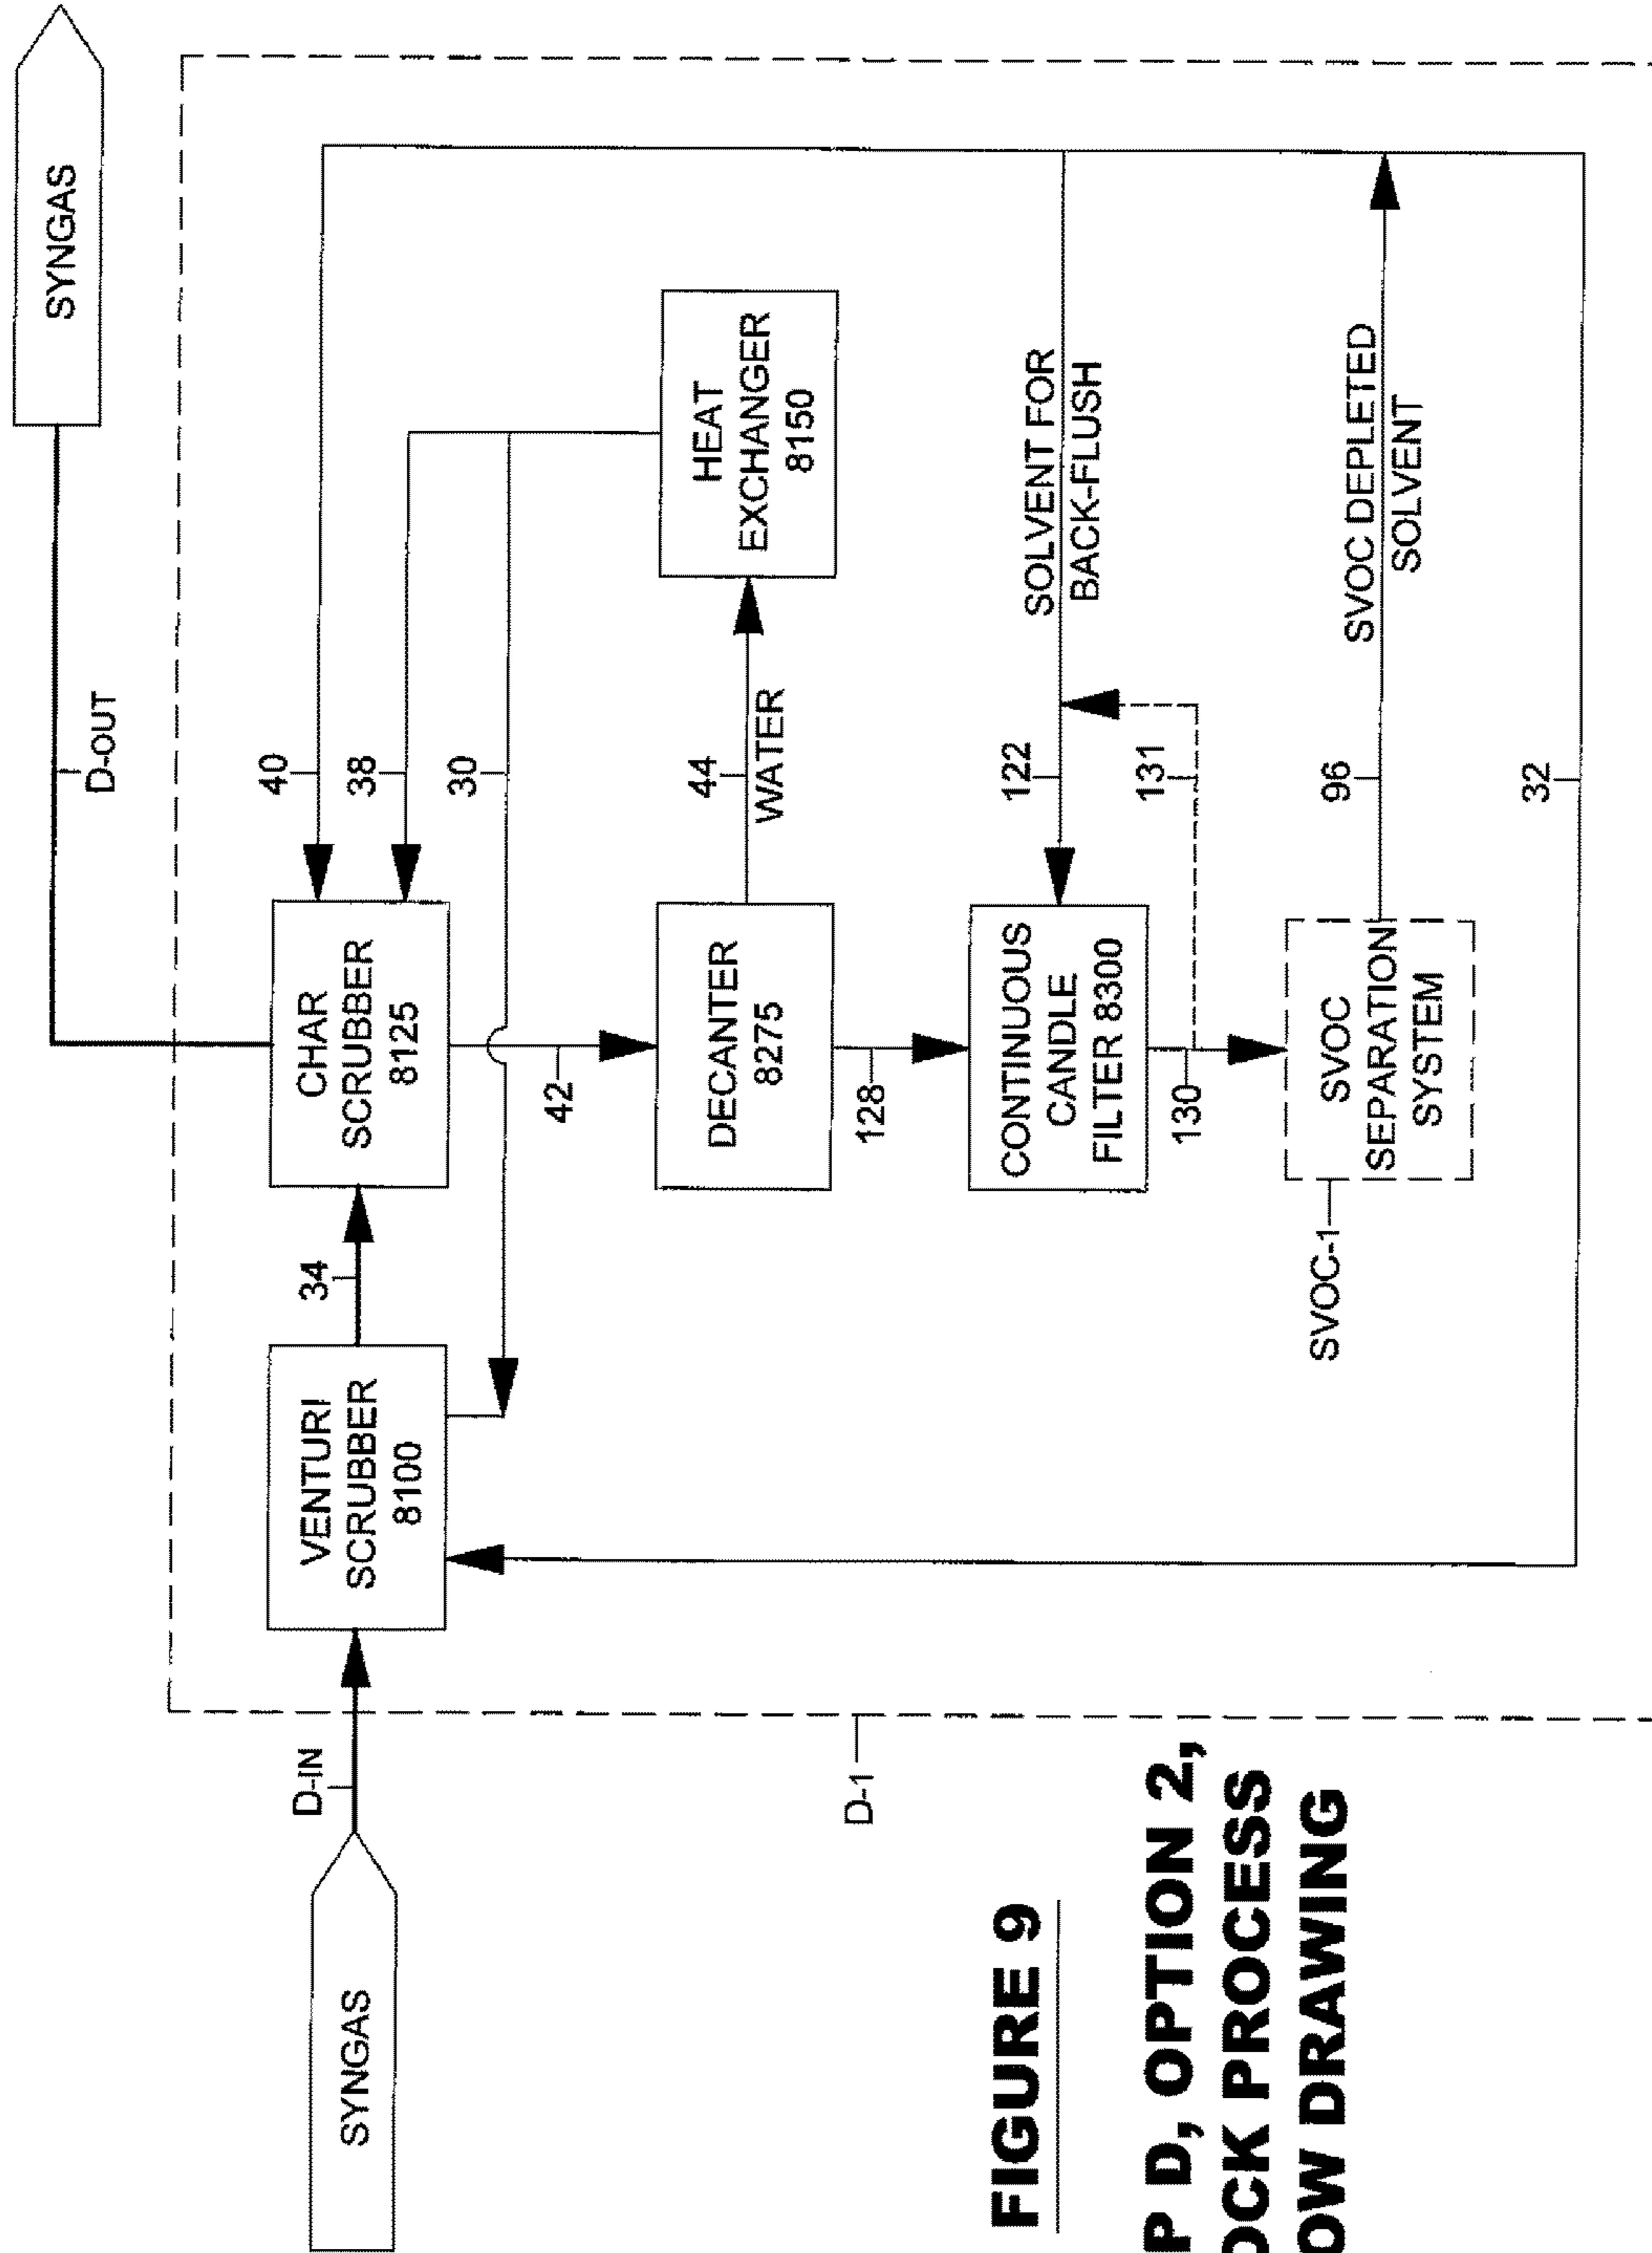 SYNGAS
D-OUT
SYNGAS
D-IN
VENTURI
SCRUBBER
8100
34
CHAR
SCRUBBER
8125
40
38
30
42
DECANTER
8275
44
WATER
HEAT
EXCHANGER
8150
D-1
128
CONTINUOUS
CANDLE
FILTER 8300
122
SOLVENT FOR
BACK-FLUSH
131
130
SVOC-1
SVOC
SEPARATION
SYSTEM
96
SVOC DEPLETED
SOLVENT
32
FIGURE 9
P D, OPTION 2,
OCK PROCESS
OW DRAWING